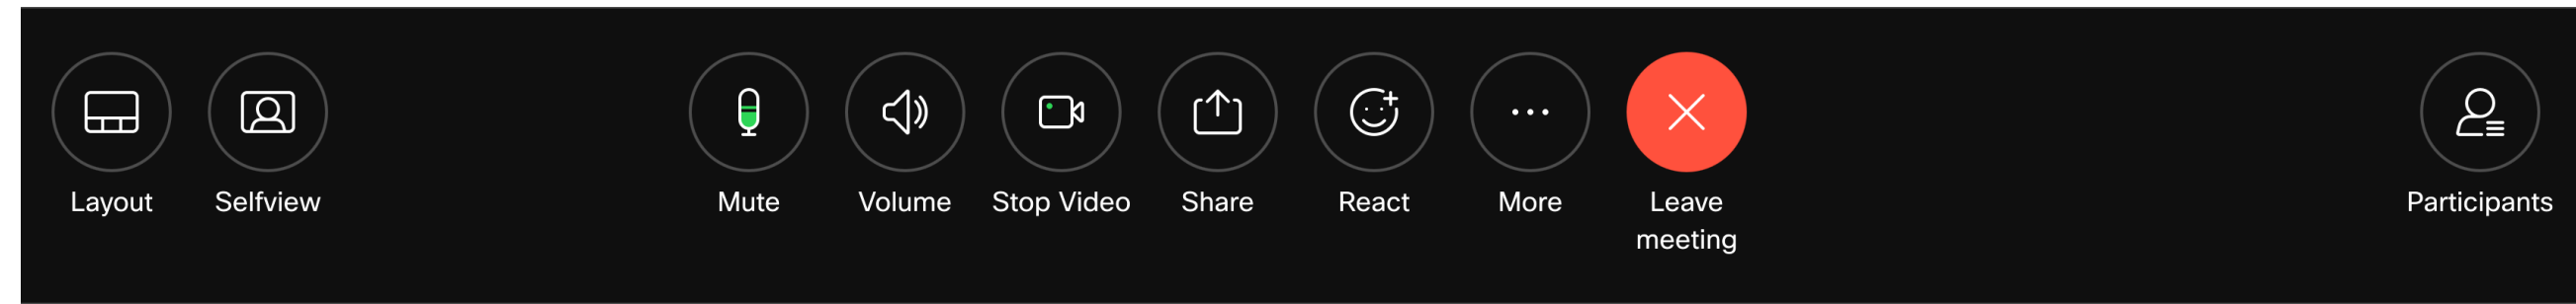 Layout
Selfview
Mute
Volume
Stop Video
Share
React
More
Leave
meeting
Participants